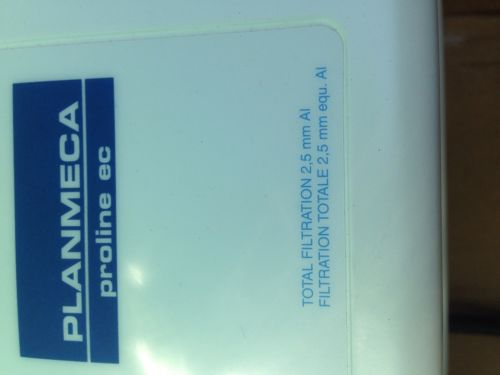 PLANMECA
proline ec
TOTAL FILTRATION 2,5 mm Al
FILTRATION TOTALE 2,5 mm equ. Al